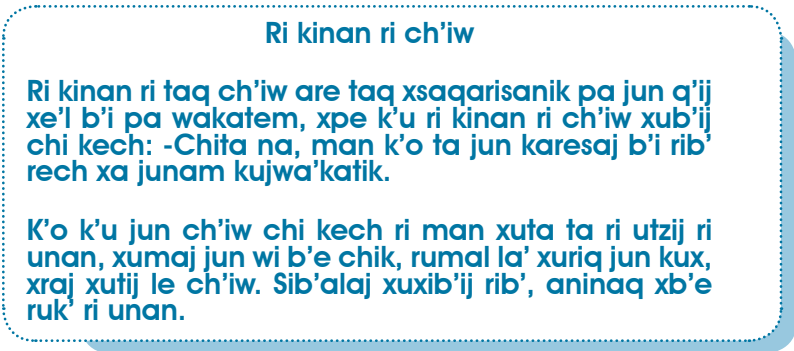 Ri kinan ri ch’iw
Ri kinan ri taq ch’iw are taq xsaqarisanik pa jun q’ij
xe’l b’i pa wakatem, xpe k’u ri kinan ri ch’iw xub’ij
chi kech: -Chita na, man k’o ta jun karesaj b’i rib’
rech xa junam kujwa’katik.
K’o k’u jun ch’iw chi kech ri man xuta ta ri utzij ri
unan, xumaj jun wi b’e chik, rumal la’ xuriq jun kux,
xraj xutij le ch’iw. Sib’alaj xuxib’ij rib’, aninaq xb’e
ruk’ ri unan.